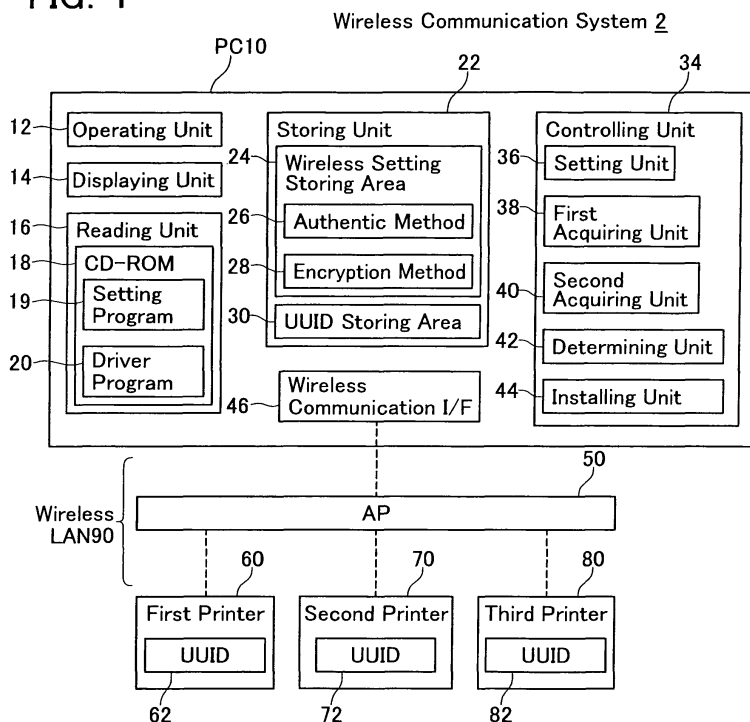 FIG. 1
Wireless Communication System 2
PC10
22
34
12
Operating Unit
14
Displaying Unit
16
Reading Unit
18
CD-ROM
19
Setting
Program
20
Driver
Program
Storing Unit
24
Wireless Setting
Storing Area
26
Authentic Method
28
Encryption Method
30
UUID Storing Area
46
Wireless
Communication I/F
Controlling Unit
36
Setting Unit
38
First
Acquiring Unit
40
Second
Acquiring Unit
42
Determining Unit
44
Installing Unit
50
Wireless
LAN90
AP
60
70
80
First Printer
UUID
62
Second Printer
UUID
72
Third Printer
UUID
82